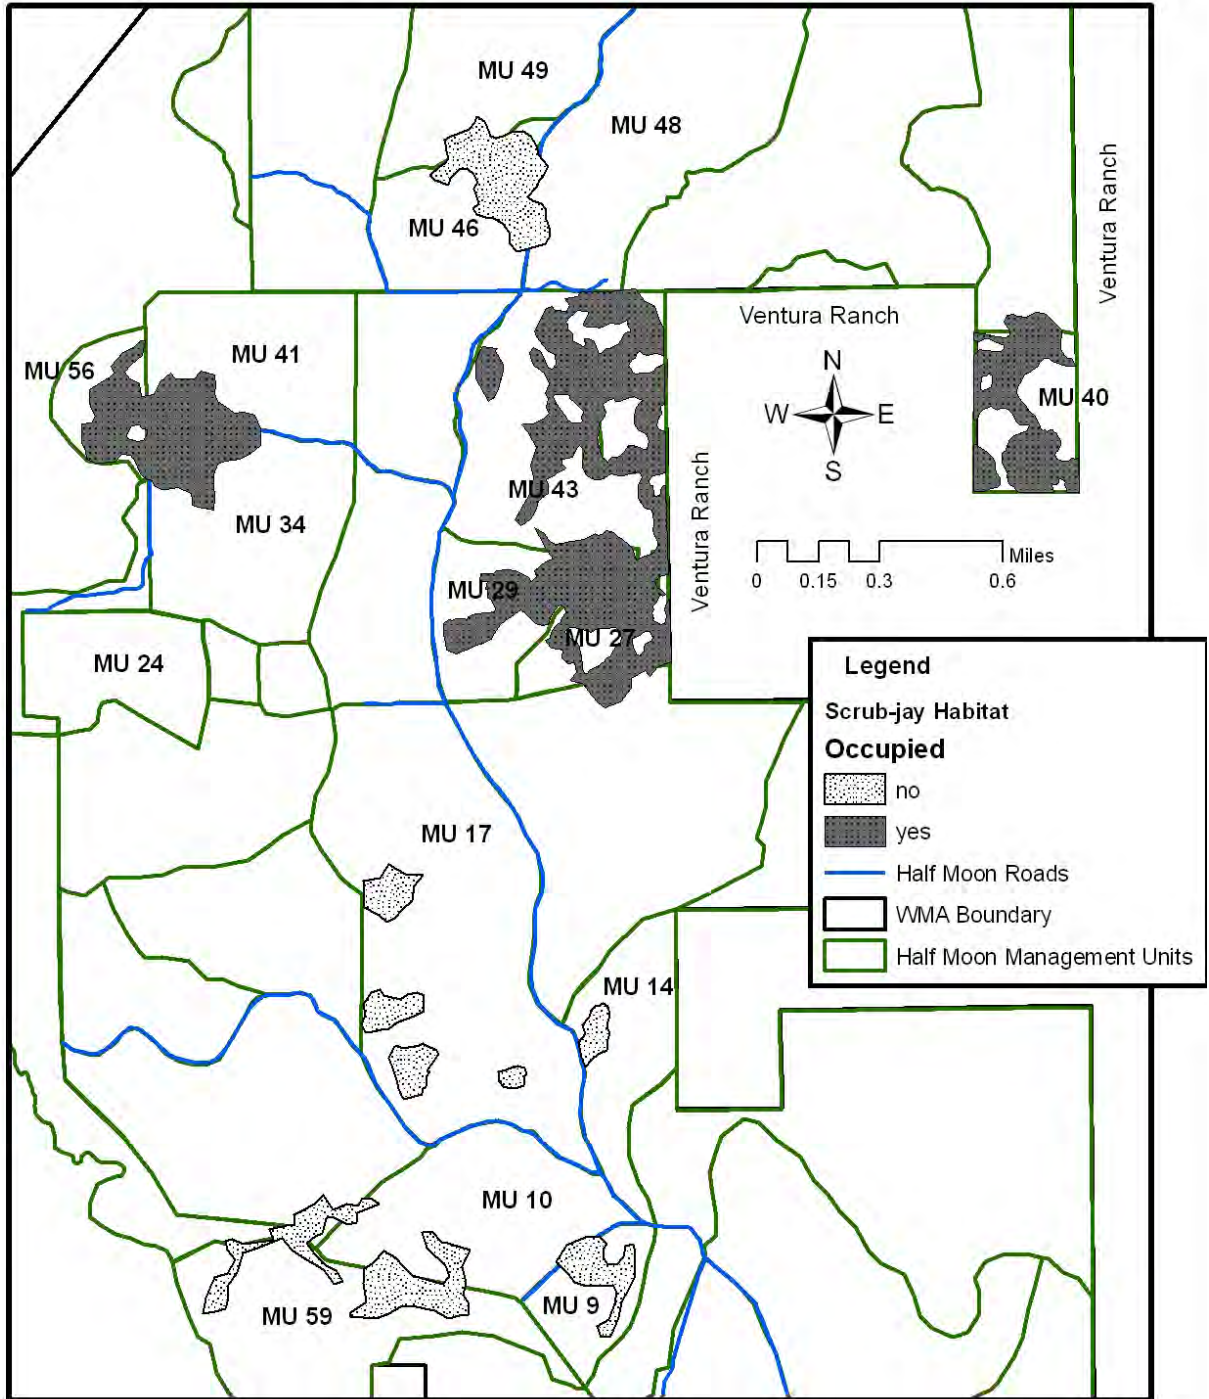 MU 49
MU 48
Ventura Ranch
MU 46
Ventura Ranch
MU 41
MU 56
N
MU 40
W E
S
Ventura Ranch
MU 43
MU 34
Miles
0 0.15 0.3 0.6
MU 29
MU 27
MU 24
Legend
Scrub-jay Habitat
Occupied
no
yes
Half Moon Roads
WMA Boundary
Half Moon Management Units
MU 17
MU 14
MU 10
MU 9
MU 59